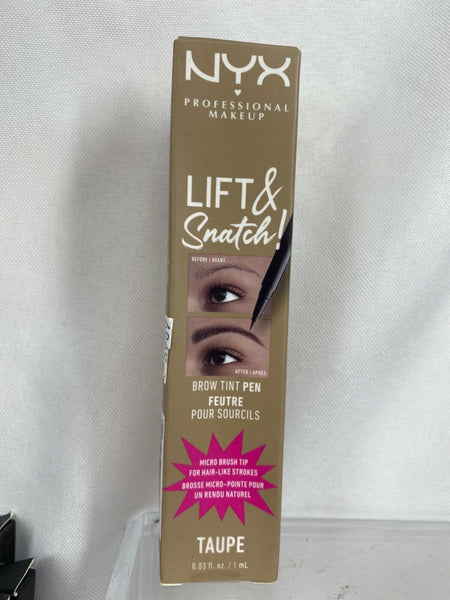 NYX
PROFESSIONAL
MAKEUP
LIFT &
Snatch!
BEFORE | AVANT
AFTER | APRÈS
BROW TINT PEN
FEUTRE
POUR SOURCILS
MICRO BRUSH TIP
FOR HAIR-LIKE STROKES
BROSSE MICRO-POINTE POUR
UN RENDU NATUREL
TAUPE
0.03 fl. oz. / 1 mL